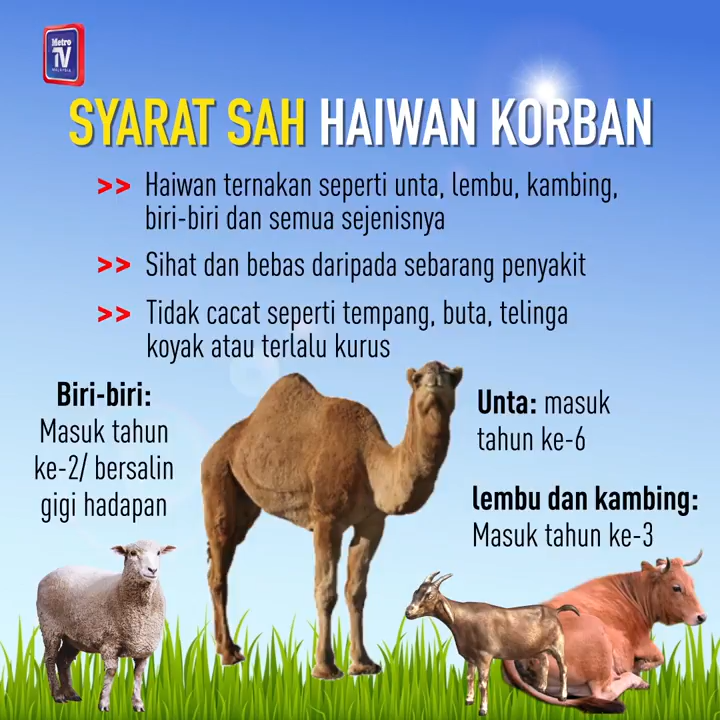 Metro
TV
MALAYSIA
SYARAT SAH HAIWAN KORBAN
>> Haiwan ternakan seperti unta, lembu, kambing,
biri-biri dan semua sejenisnya
>> Sihat dan bebas daripada sebarang penyakit
>> Tidak cacat seperti tempang, buta, telinga
koyak atau terlalu kurus
Biri-biri:
Masuk tahun
ke-2/ bersalin
gigi hadapan
Unta: masuk
tahun ke-6
lembu dan kambing:
Masuk tahun ke-3